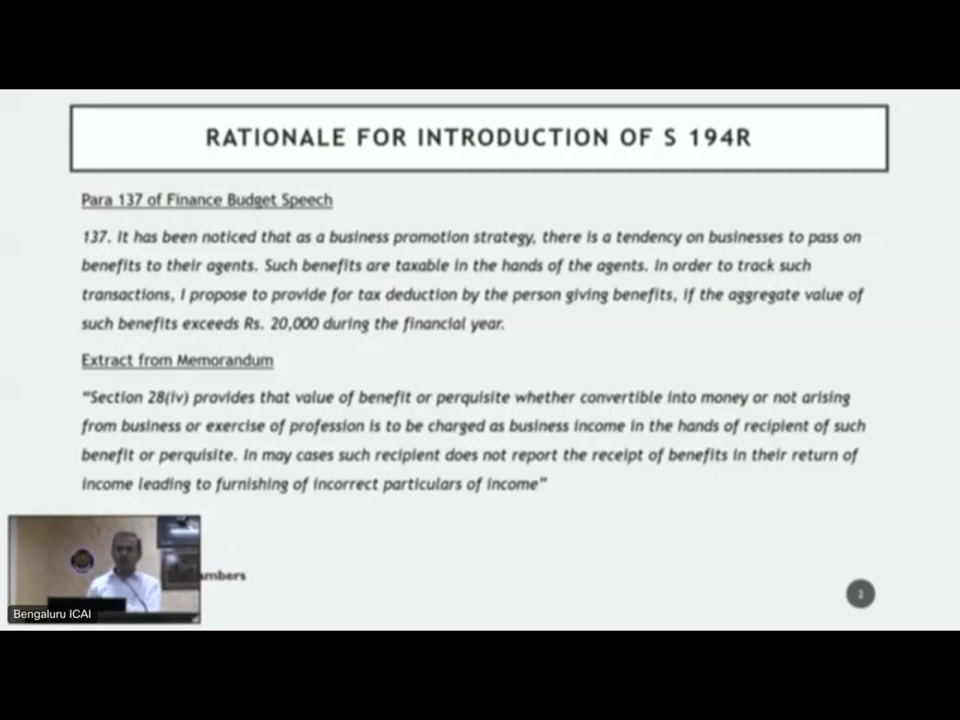 RATIONALE FOR INTRODUCTION OF S 194R
Para 137 of Finance Budget Speech
137. It has been noticed that as a business promotion strategy, there is a tendency on businesses to pass on
benefits to their agents. Such benefits are taxable in the hands of the agents. In order to track such
transactions, I propose to provide for tax deduction by the person giving benefits, if the aggregate value of
such benefits exceeds Rs. 20,000 during the financial year.
Extract from Memorandum
“Section 28(iv) provides that value of benefit or perquisite whether convertible into money or not arising
from business or exercise of profession is to be charged as business income in the hands of recipient of such
benefit or perquisite. In may cases such recipient does not report the receipt of benefits in their return of
income leading to furnishing of incorrect particulars of income”
ambers
Bengaluru ICAI